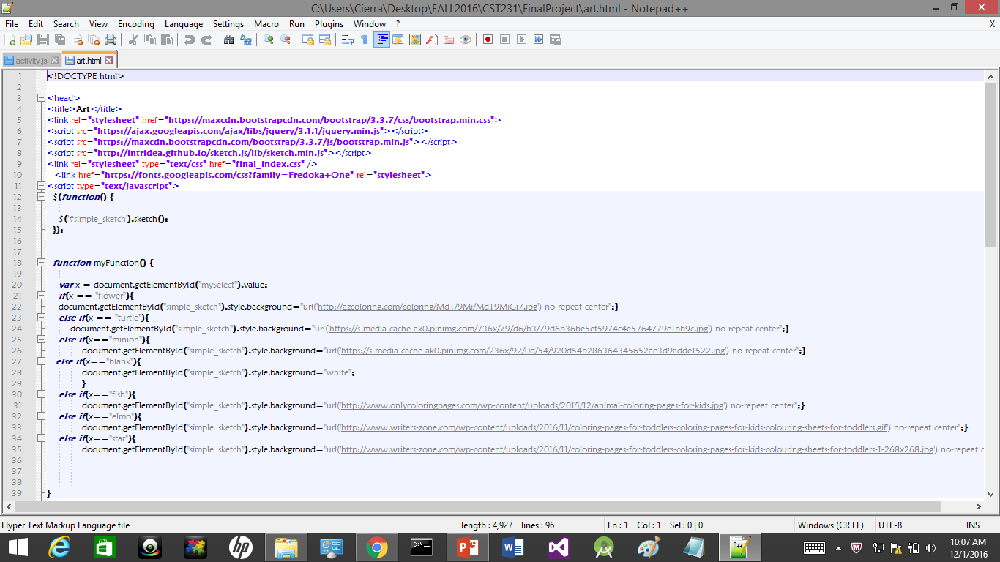 C:\Users\Cierra\Desktop\FALL2016\CST231\FinalProject\art.html - Notepad++
File Edit Search View Encoding Language Settings Macro Run Plugins Window ? X
activity.js art.html
1 <!DOCTYPE html>
2
3 <head>
4 <title>Art</title>
5 <link rel="stylesheet" href="https://maxcdn.bootstrapcdn.com/bootstrap/3.3.7/css/bootstrap.min.css">
6 <script src="https://ajax.googleapis.com/ajax/libs/jquery/3.1.1/jquery.min.js"></script>
7 <script src="https://maxcdn.bootstrapcdn.com/bootstrap/3.3.7/js/bootstrap.min.js"></script>
8 <script src="http://intridea.github.io/sketch.js/lib/sketch.min.js"></script>
9 <link rel="stylesheet" type="text/css" href="final_index.css" />
10 <link href="https://fonts.googleapis.com/css?family=Fredoka+One" rel="stylesheet">
11 <script type="text/javascript">
12 $(function() {
13
14 $('#simple_sketch').sketch();
15 });
16
17
18 function myFunction() {
19
20 var x = document.getElementById("mySelect").value;
21 if(x == "flower"){
22 document.getElementById("simple_sketch").style.background="url('http://azcoloring.com/coloring/MdT/9Mj/MdT9MjGi7.jpg') no-repeat center";}
23 else if(x == "turtle"){
24 document.getElementById("simple_sketch").style.background="url('https://s-media-cache-ak0.pinimg.com/736x/79/d6/b3/79d6b36be5ef5974c4e5764779e1bb9c.jpg') no-repeat center";}
25 else if(x=="minion"){
26 document.getElementById("simple_sketch").style.background="url('https://s-media-cache-ak0.pinimg.com/236x/92/0d/54/920d54b286364345652ae3d9adde1522.jpg') no-repeat center";}
27 else if(x=="blank"){
28 document.getElementById("simple_sketch").style.background="white";
29 }
30 else if(x=="fish"){
31 document.getElementById("simple_sketch").style.background="url('http://www.onlycoloringpages.com/wp-content/uploads/2015/12/animal-coloring-pages-for-kids.jpg') no-repeat center";}
32 else if(x=="elmo"){
33 document.getElementById("simple_sketch").style.background="url('http://www.writers-zone.com/wp-content/uploads/2016/11/coloring-pages-for-toddlers-coloring-pages-for-kids-colouring-sheets-for-toddlers.gif') no-repeat center";}
34 else if(x=="star"){
35 document.getElementById("simple_sketch").style.background="url('http://www.writers-zone.com/wp-content/uploads/2016/11/coloring-pages-for-toddlers-coloring-pages-for-kids-colouring-sheets-for-toddlers-1-268x268.jpg') no-repeat c
36
37
38
39 }
Hyper Text Markup Language file length : 4,927 lines : 96 Ln : 1 Col : 1 Sel : 0 | 0 Windows (CR LF) UTF-8 INS
10:07 AM
12/1/2016